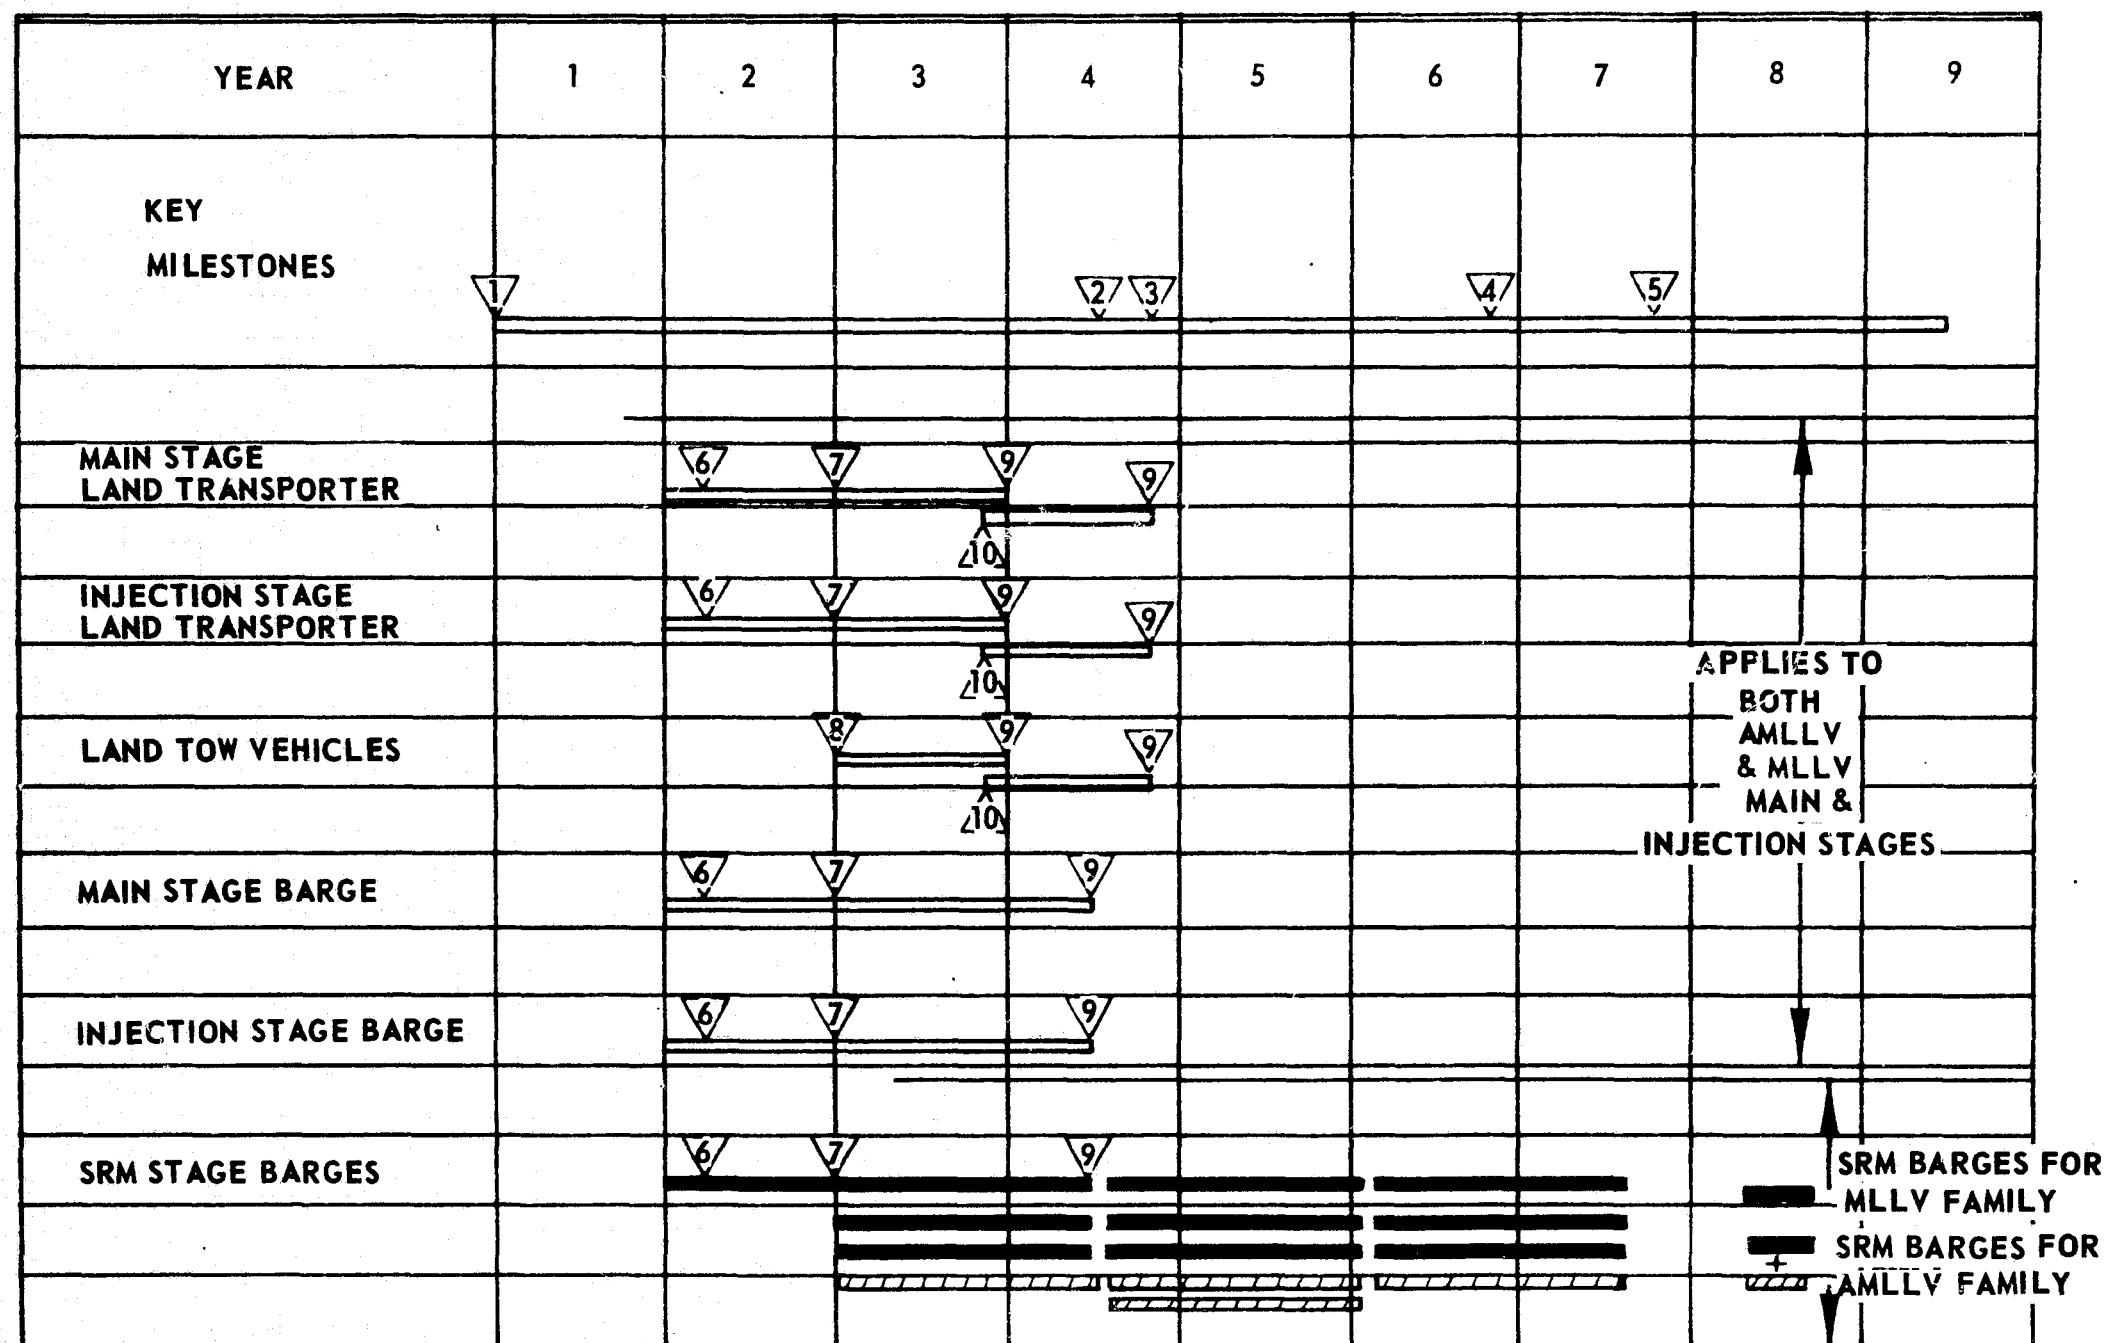 YEAR 1 2 3 4 5 6 7 8 9
KEY
MILESTONES
1 2 3 4 5
MAIN STAGE
LAND TRANSPORTER
6 7 9 9
10
INJECTION STAGE
LAND TRANSPORTER
6 7 9 9
10
LAND TOW VEHICLES
8 9 9
10
APPLIES TO
BOTH
AMLLV
& MLLV
MAIN &
INJECTION STAGES
MAIN STAGE BARGE
6 7 9
INJECTION STAGE BARGE
6 7 9
SRM STAGE BARGES
6 7 9
SRM BARGES FOR
MLLV FAMILY
SRM BARGES FOR
+
AMLLV FAMILY